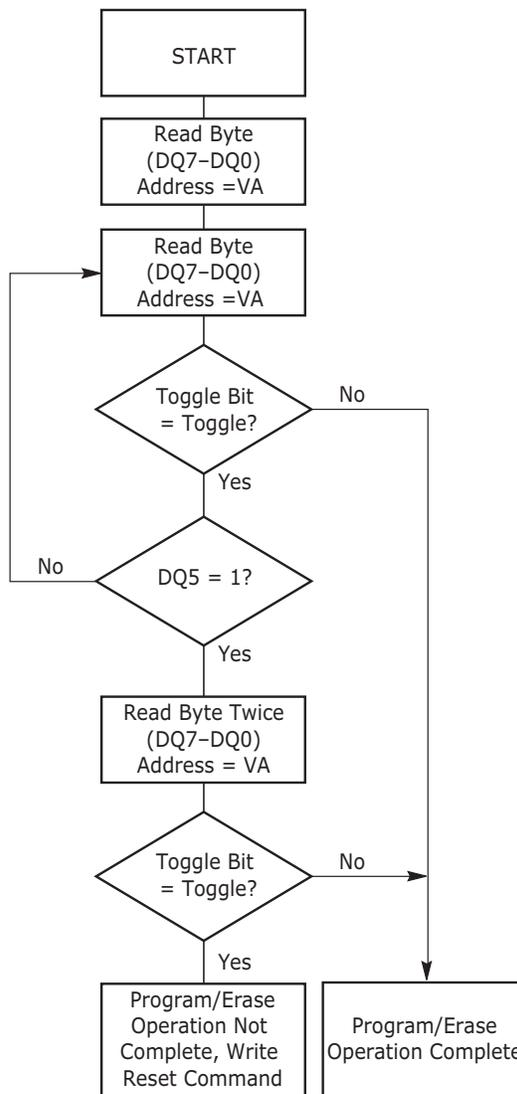 START
Read Byte
(DQ7–DQ0)
Address =VA
Read Byte
(DQ7–DQ0)
Address =VA
Toggle Bit
= Toggle?
No
Yes
No
DQ5 = 1?
Yes
Read Byte Twice
(DQ7–DQ0)
Address = VA
Toggle Bit
= Toggle?
No
Yes
Program/Erase
Operation Not
Complete, Write
Reset Command
Program/Erase
Operation Complete